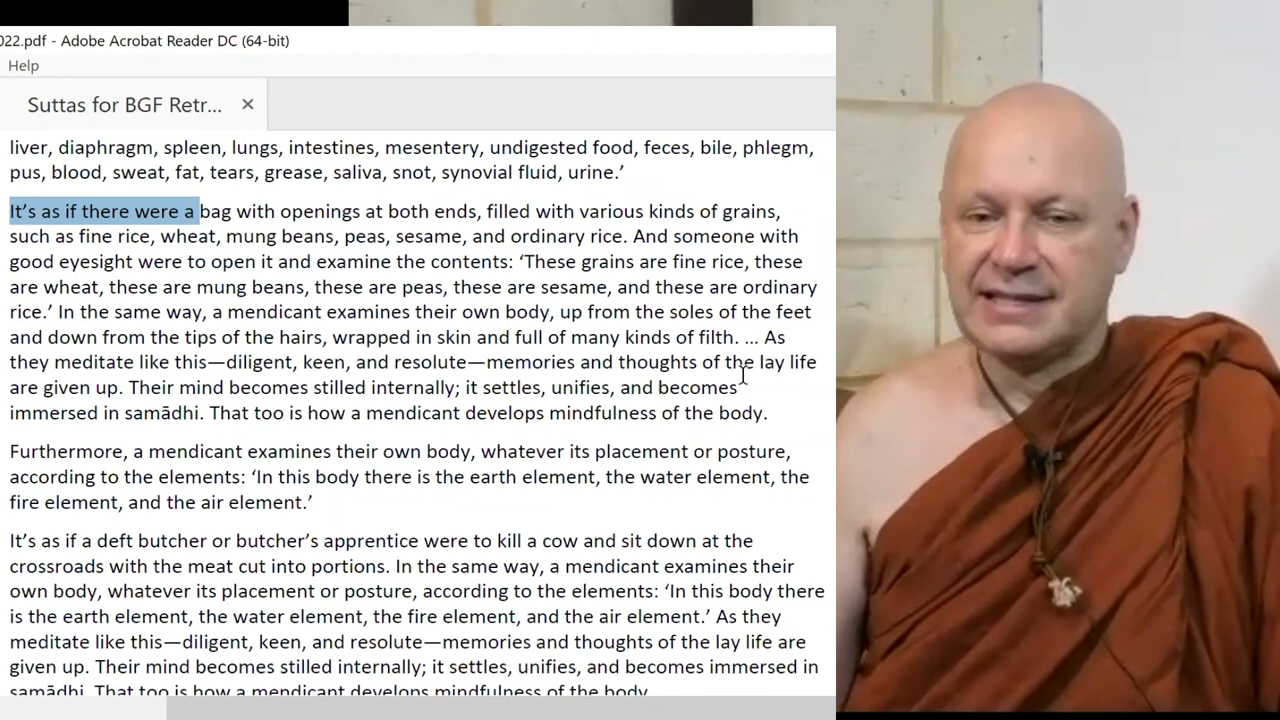 022.pdf - Adobe Acrobat Reader DC (64-bit)
Help
Suttas for BGF Retr... ×
liver, diaphragm, spleen, lungs, intestines, mesentery, undigested food, feces, bile, phlegm,
pus, blood, sweat, fat, tears, grease, saliva, snot, synovial fluid, urine.’
It’s as if there were a bag with openings at both ends, filled with various kinds of grains,
such as fine rice, wheat, mung beans, peas, sesame, and ordinary rice. And someone with
good eyesight were to open it and examine the contents: ‘These grains are fine rice, these
are wheat, these are mung beans, these are peas, these are sesame, and these are ordinary
rice.’ In the same way, a mendicant examines their own body, up from the soles of the feet
and down from the tips of the hairs, wrapped in skin and full of many kinds of filth. … As
they meditate like this—diligent, keen, and resolute—memories and thoughts of the lay life
are given up. Their mind becomes stilled internally; it settles, unifies, and becomes
immersed in samādhi. That too is how a mendicant develops mindfulness of the body.
Furthermore, a mendicant examines their own body, whatever its placement or posture,
according to the elements: ‘In this body there is the earth element, the water element, the
fire element, and the air element.’
It’s as if a deft butcher or butcher’s apprentice were to kill a cow and sit down at the
crossroads with the meat cut into portions. In the same way, a mendicant examines their
own body, whatever its placement or posture, according to the elements: ‘In this body there
is the earth element, the water element, the fire element, and the air element.’ As they
meditate like this—diligent, keen, and resolute—memories and thoughts of the lay life are
given up. Their mind becomes stilled internally; it settles, unifies, and becomes immersed in
samādhi. That too is how a mendicant develops mindfulness of the body.